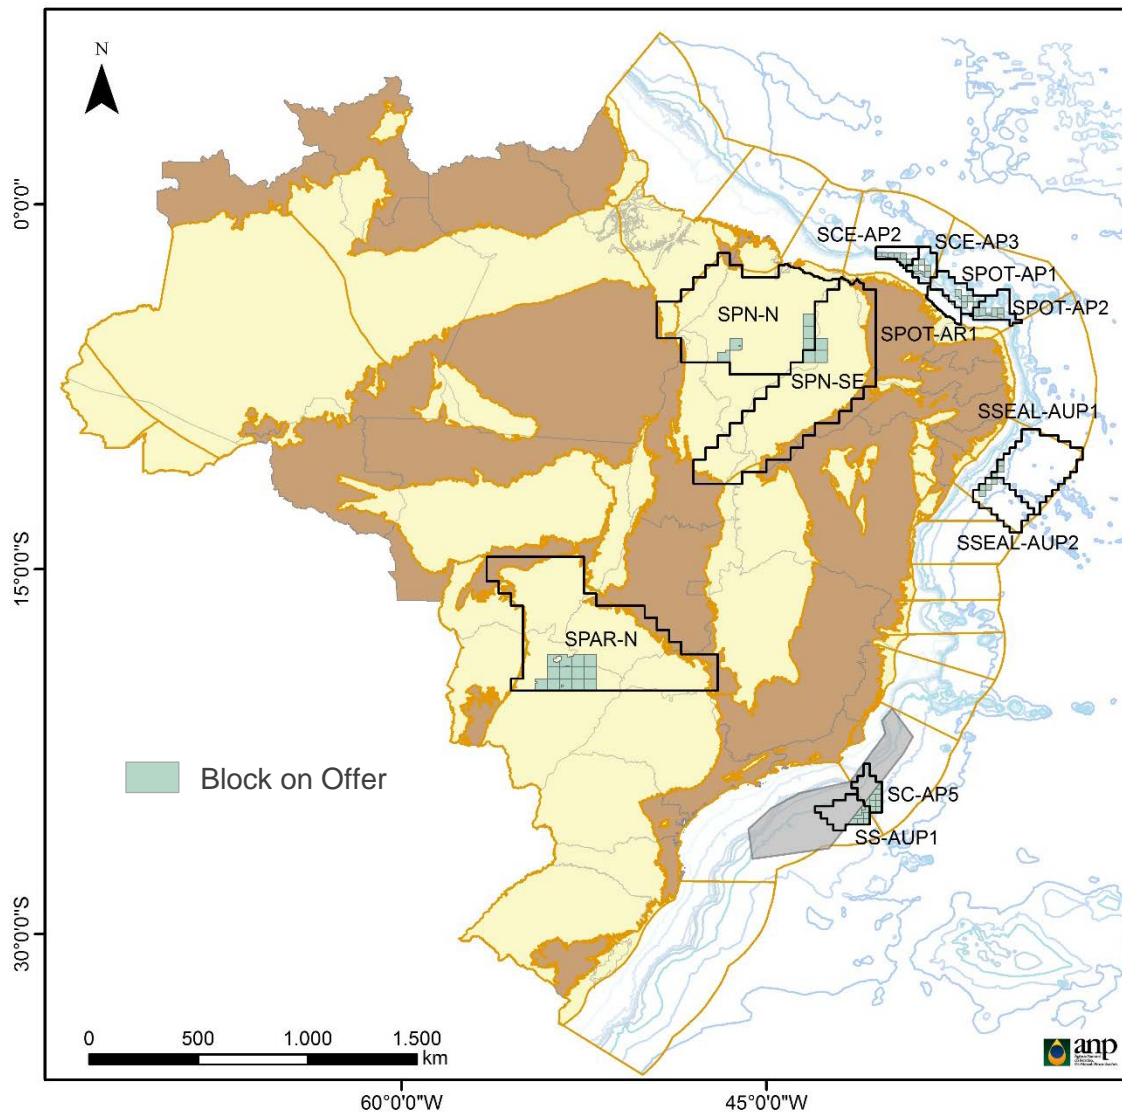 N
0°0'0"
SCE-AP2
SCE-AP3
SPOT-AP1
SPOT-AP2
SPN-N
SPOT-AR1
SPN-SE
SSEAL-AUP1
SSEAL-AUP2
15°0'0"S
SPAR-N
Block on Offer
SC-AP5
SS-AUP1
30°0'0"S
0 500 1.000 1.500
km
anp
60°0'0"W 45°0'0"W